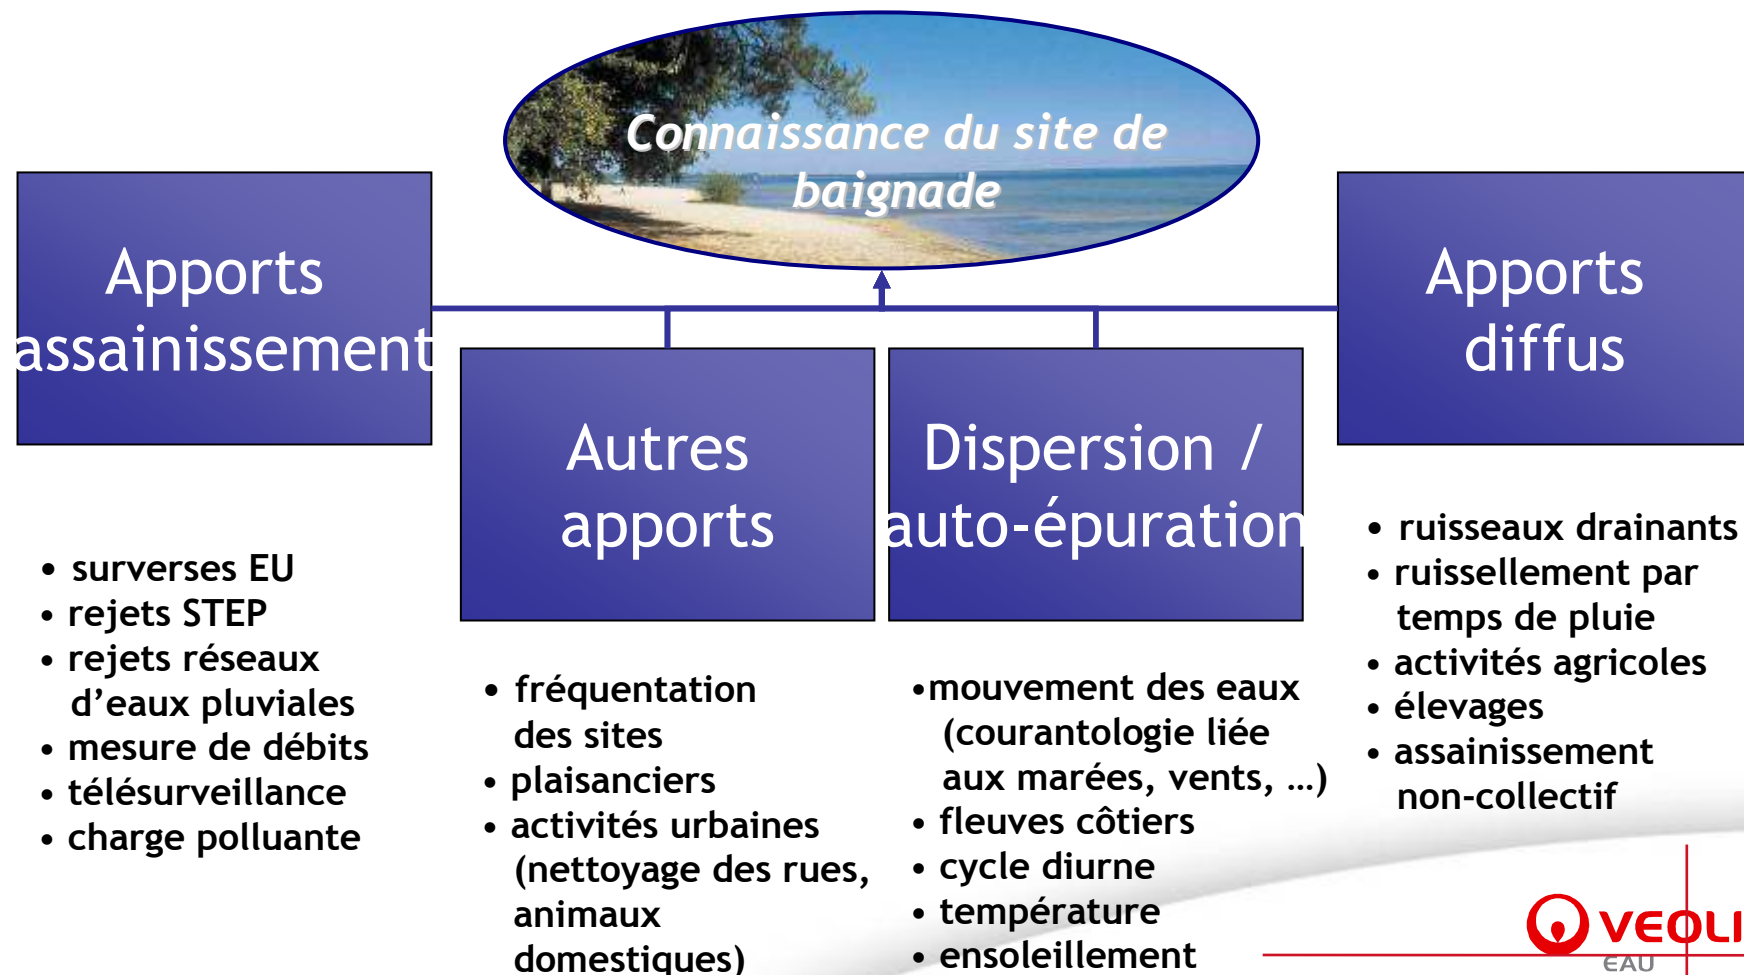 Connaissance du site de
baignade
Apports
assainissement
• surverses EU
• rejets STEP
• rejets réseaux
d’eaux pluviales
• mesure de débits
• télésurveillance
• charge polluante
Autres
apports
• fréquentation
des sites
• plaisanciers
• activités urbaines
(nettoyage des rues,
animaux
domestiques)
Dispersion /
auto-épuration
•mouvement des eaux
(courantologie liée
aux marées, vents, …)
• fleuves côtiers
• cycle diurne
• température
• ensoleillement
Apports
diffus
• ruisseaux drainants
• ruissellement par
temps de pluie
• activités agricoles
• élevages
• assainissement
non-collectif
VEOLI
EAU